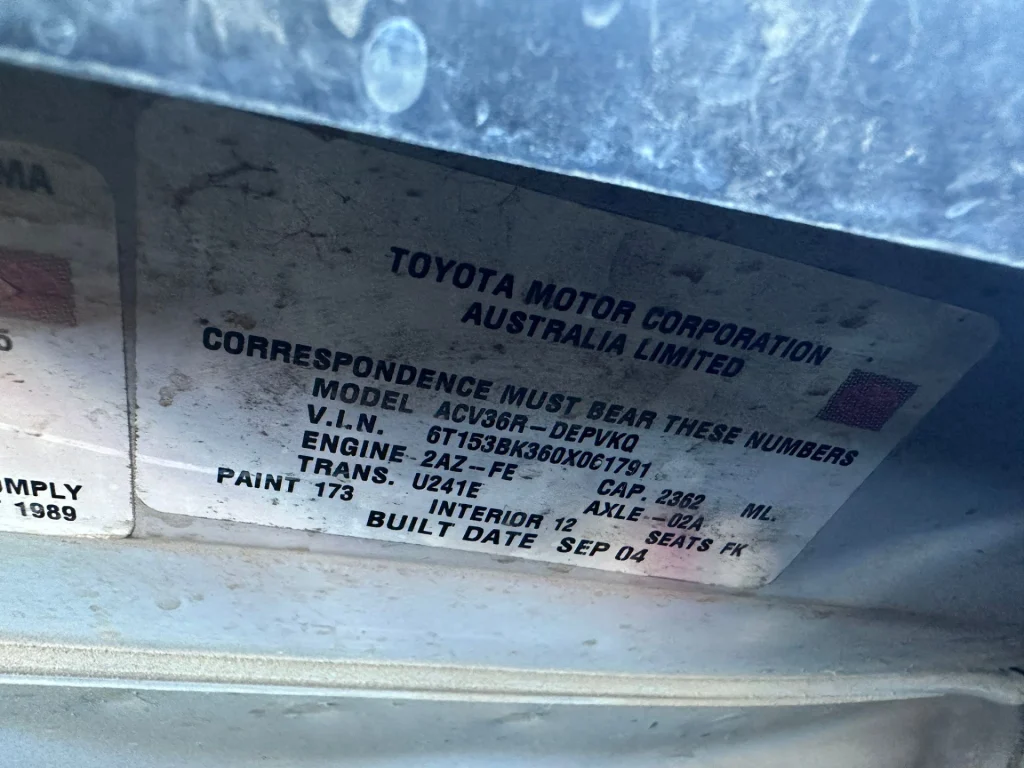 MA
5
OMPLY
1989
TOYOTA MOTOR CORPORATION
AUSTRALIA LIMITED
CORRESPONDENCE MUST BEAR THESE NUMBERS
MODEL ACV36R-DEPVKQ
V.I.N. 6T153BK360X061791
ENGINE 2AZ-FE CAP. 2362 ML.
TRANS. U241E AXLE -02A
PAINT 173 INTERIOR 12 SEATS FK
BUILT DATE SEP 04